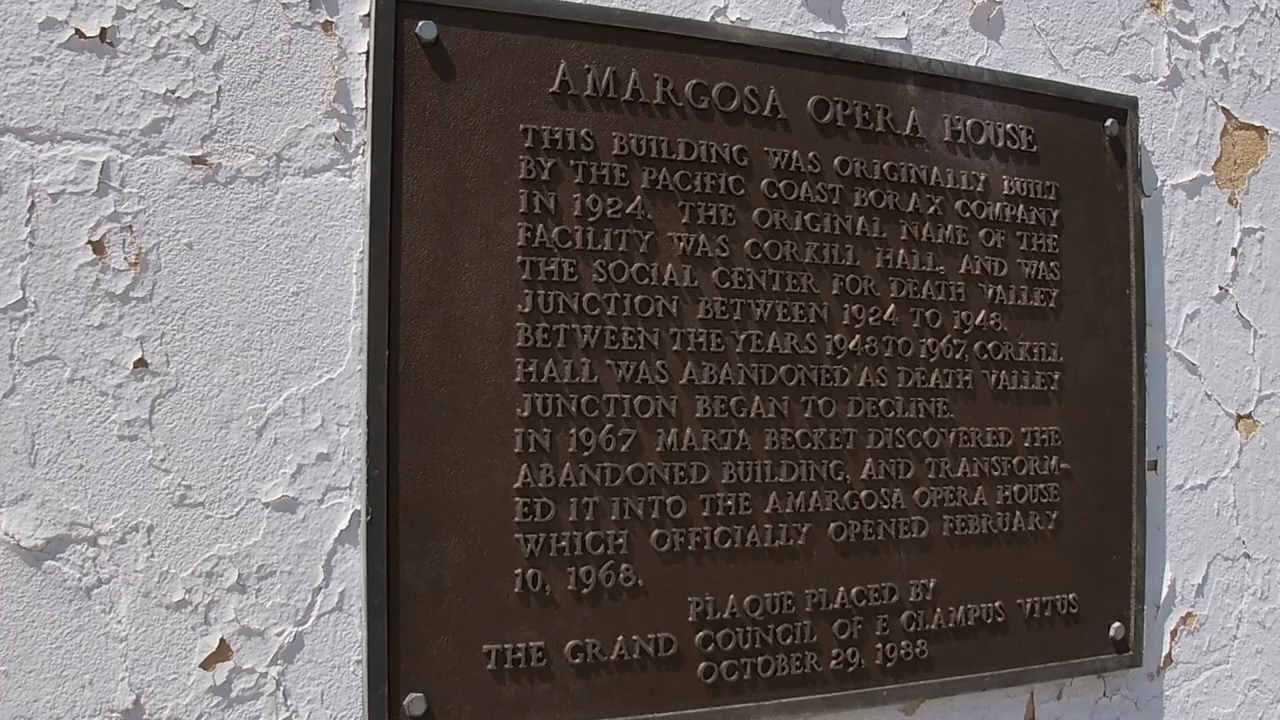 AMARGOSA OPERA HOUSE
THIS BUILDING WAS ORIGINALLY BUILT
BY THE PACIFIC COAST BORAX COMPANY
IN 1924. THE ORIGINAL NAME OF THE
FACILITY WAS CORKILL HALL, AND WAS
THE SOCIAL CENTER FOR DEATH VALLEY
JUNCTION BETWEEN 1924 TO 1948.
BETWEEN THE YEARS 1948 TO 1967, CORKILL
HALL WAS ABANDONED AS DEATH VALLEY
JUNCTION BEGAN TO DECLINE.
IN 1967 MARTA BECKET DISCOVERED THE
ABANDONED BUILDING, AND TRANSFORM-
ED IT INTO THE AMARGOSA OPERA HOUSE
WHICH OFFICIALLY OPENED FEBRUARY
10, 1968.
PLAQUE PLACED BY
THE GRAND COUNCIL OF E CLAMPUS VITUS
OCTOBER 29, 1988